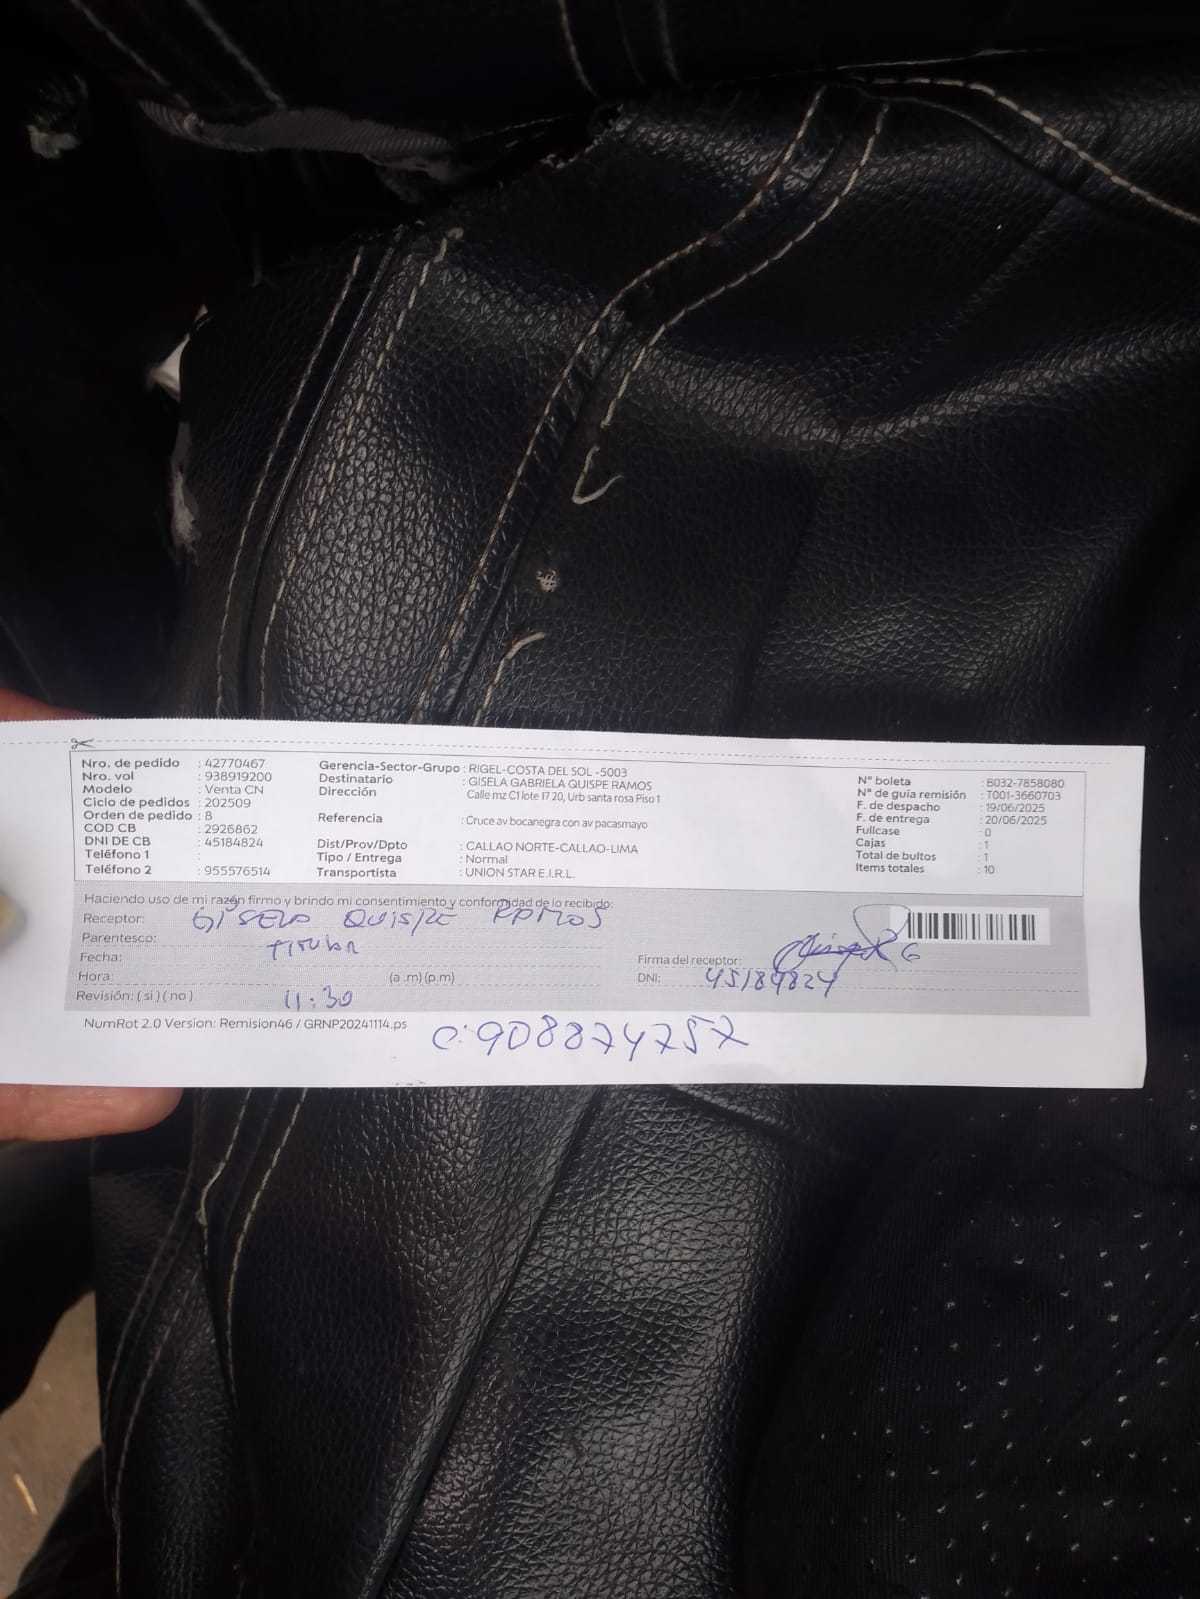 Nro. de pedido : 42770467
Nro. vol : 938919200
Modelo : Venta CN
Ciclo de pedidos : 202509
Orden de pedido : 8
COD CB : 2926862
DNI DE CB : 45184824
Teléfono 1 :
Teléfono 2 : 955576514
Gerencia-Sector-Grupo : RIGEL-COSTA DEL SOL -5003
Destinatario : GISELA GABRIELA QUISPE RAMOS
Dirección Calle mz C1 lote 17 20, Urb santa rosa Piso 1
Referencia : Cruce av bocanegra con av pacasmayo
Dist/Prov/Dpto : CALLAO NORTE-CALLAO-LIMA
Tipo / Entrega : Normal
Transportista : UNION STAR E.I.R.L.
N° boleta : B032-7858080
N° de guia remisión : T001-3660703
F. de despacho : 19/06/2025
F. de entrega : 20/06/2025
Fullcase : 0
Cajas : 1
Total de bultos : 1
Items totales : 10
Haciendo uso de mi razón firmo y brindo mi consentimiento y conformidad de lo recibido:
Receptor: GISELA QUISPE RAMOS
Parentesco: TITULAR
Fecha:
Hora: (a .m) (p.m)
Revisión: ( si ) ( no ) 11:30
Firma del receptor:
DNI: 45184824
NumRot 2.0 Version: Remision46 / GRNP20241114.ps
C: 908874757